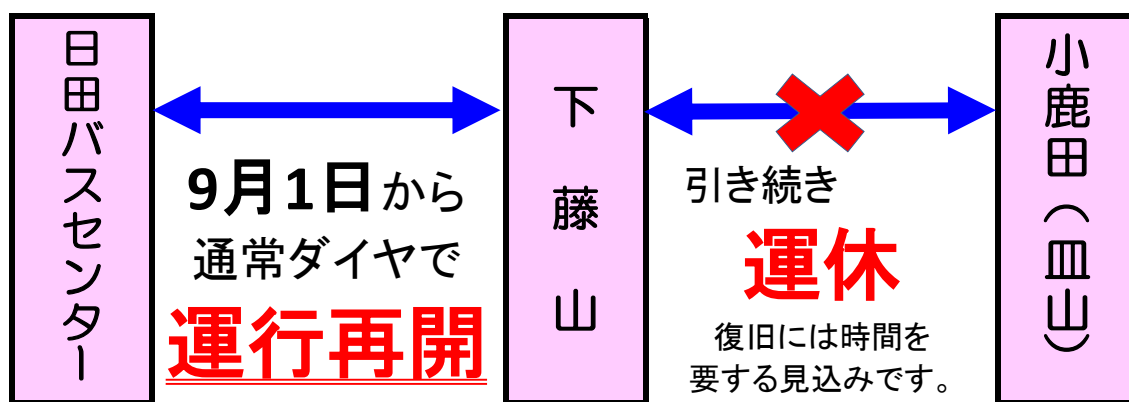 日田バスセンター
9月1日から
通常ダイヤで
運行再開
下藤山
引き続き
運休
復旧には時間を
要する見込みです。
小鹿田（皿山）